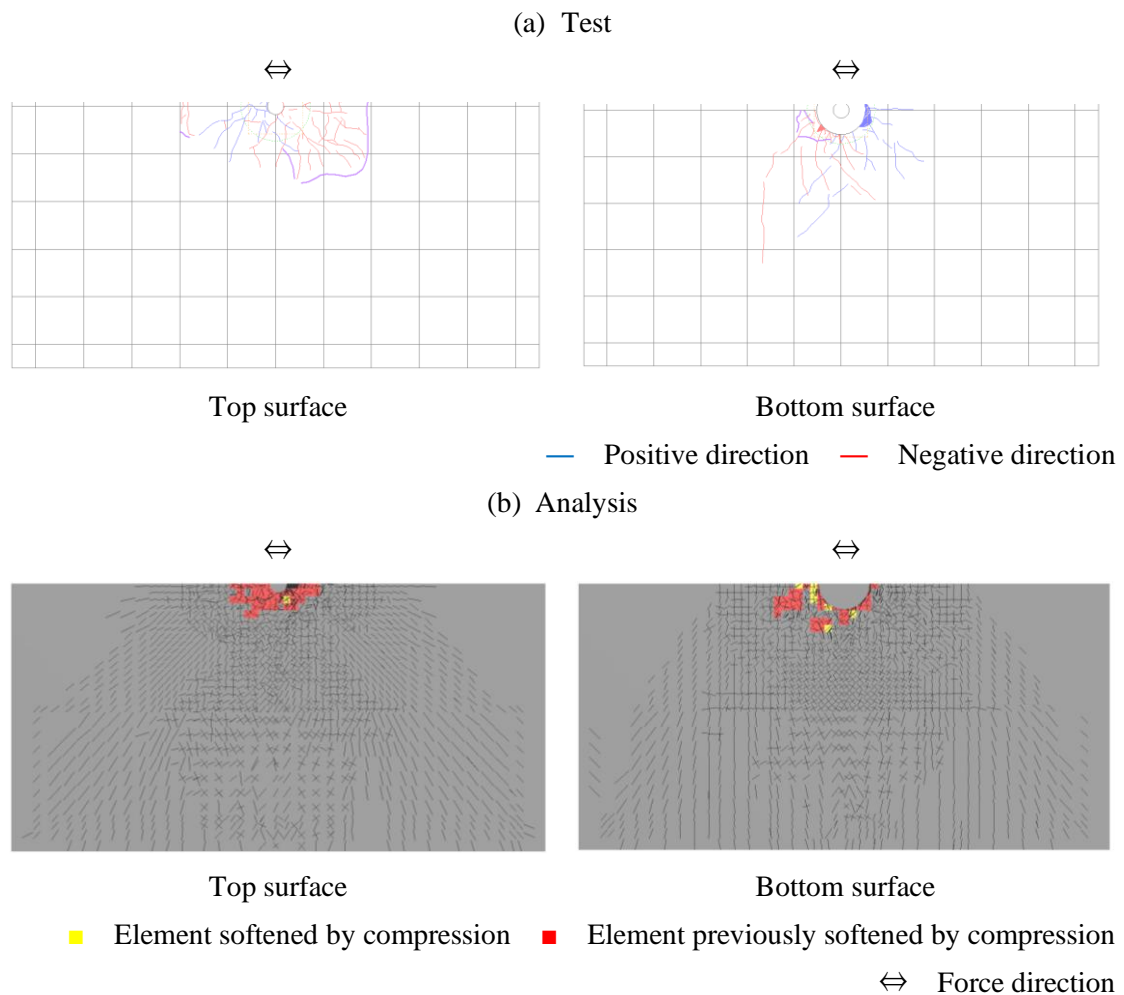 (a) Test
⇔ ⇔
Top surface Bottom surface
Positive direction Negative direction
(b) Analysis
⇔ ⇔
Top surface Bottom surface
Element softened by compression Element previously softened by compression
⇔ Force direction